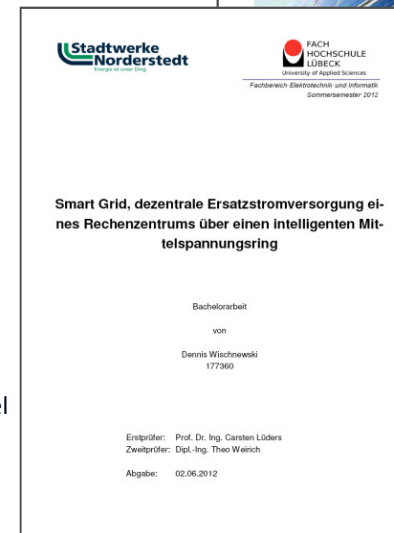 Stadtwerke
Norderstedt
Energie ist unser Ding.
FACH
HOCHSCHULE
LÜBECK
University of Applied Sciences
Fachbereich Elektrotechnik und Informatik
Sommersemester 2012
Smart Grid, dezentrale Ersatzstromversorgung ei-
nes Rechenzentrums über einen intelligenten Mit-
telspannungsring
Bachelorarbeit
von
Dennis Wischnewski
177360
el
Erstprüfer: Prof. Dr. Ing. Carsten Lüders
Zweitprüfer: Dipl.-Ing. Theo Weirich
Abgabe: 02.06.2012